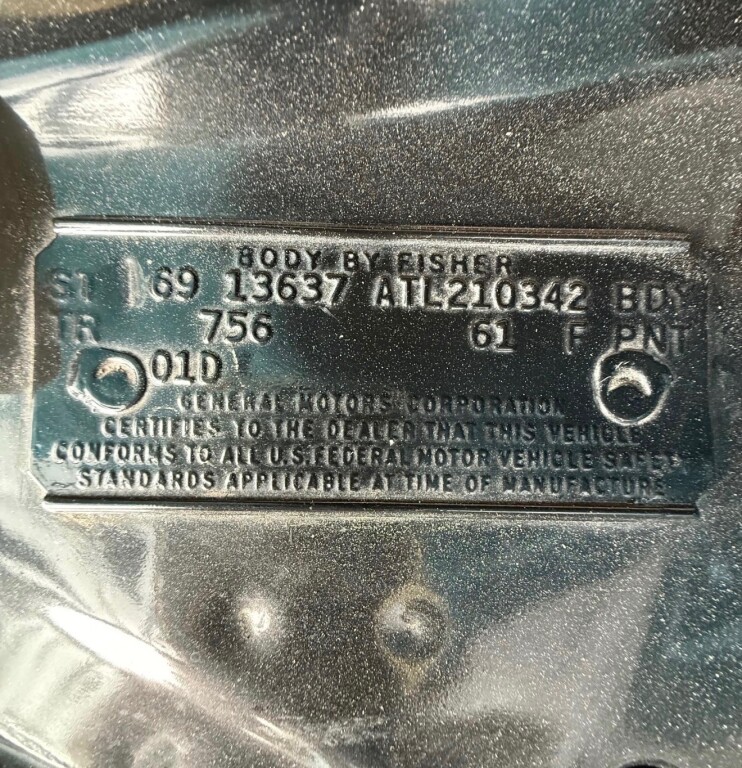 BODY BY FISHER
ST 69 13637 ATL210342 BDY
TR 756 61 F PNT
01D
GENERAL MOTORS CORPORATION
CERTIFIES TO THE DEALER THAT THIS VEHICLE
CONFORMS TO ALL U.S. FEDERAL MOTOR VEHICLE SAFETY
STANDARDS APPLICABLE AT TIME OF MANUFACTURE